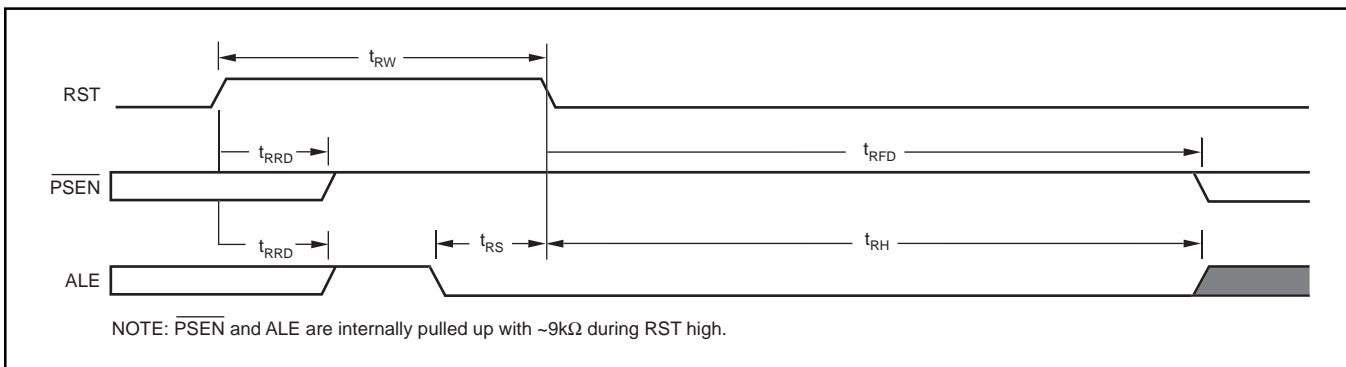 tRW
RST
tRRD
tRFD
PSEN
tRRD
tRS
tRH
ALE
NOTE: PSEN and ALE are internally pulled up with ~9kΩ during RST high.